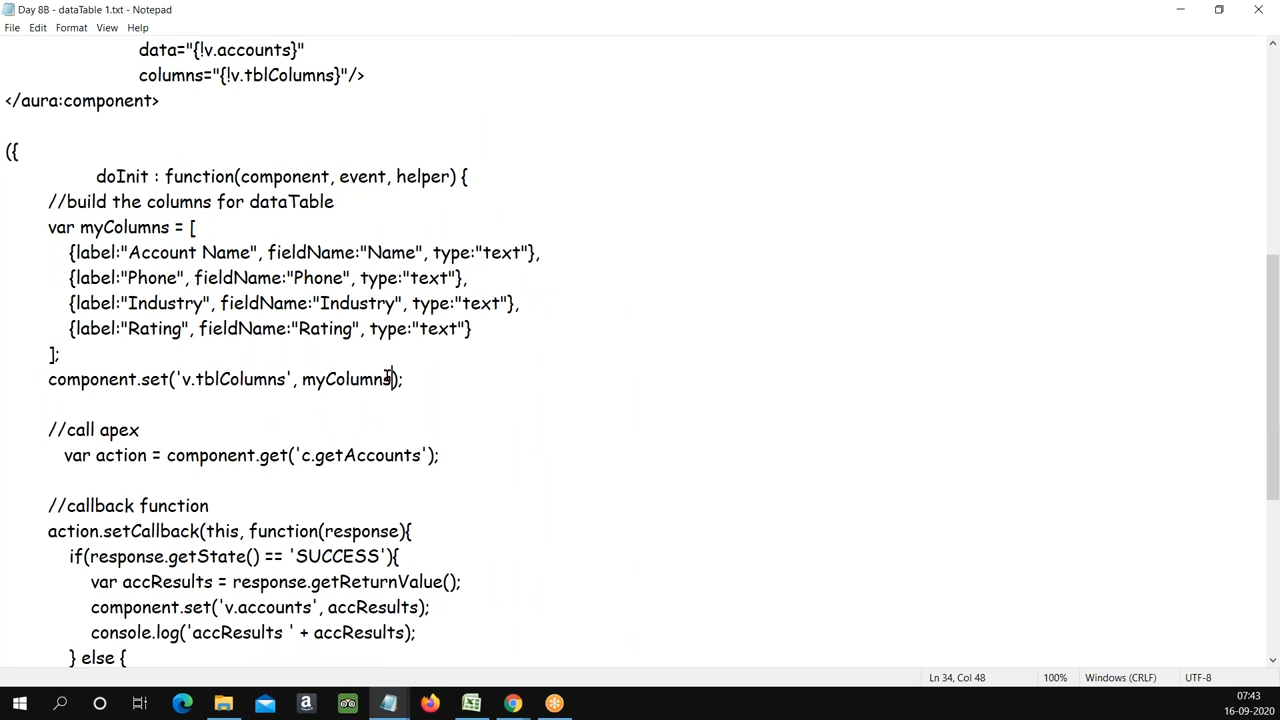 Day 8B - dataTable 1.txt - Notepad
File Edit Format View Help
data="{!v.accounts}"
columns="{!v.tblColumns}"/>
</aura:component>
({
doInit : function(component, event, helper) {
//build the columns for dataTable
var myColumns = [
{label:"Account Name", fieldName:"Name", type:"text"},
{label:"Phone", fieldName:"Phone", type:"text"},
{label:"Industry", fieldName:"Industry", type:"text"},
{label:"Rating", fieldName:"Rating", type:"text"}
];
component.set('v.tblColumns', myColumns);
//call apex
var action = component.get('c.getAccounts');
//callback function
action.setCallback(this, function(response){
if(response.getState() == 'SUCCESS'){
var accResults = response.getReturnValue();
component.set('v.accounts', accResults);
console.log('accResults ' + accResults);
} else {
Ln 34, Col 48 100% Windows (CRLF) UTF-8
07:43
16-09-2020